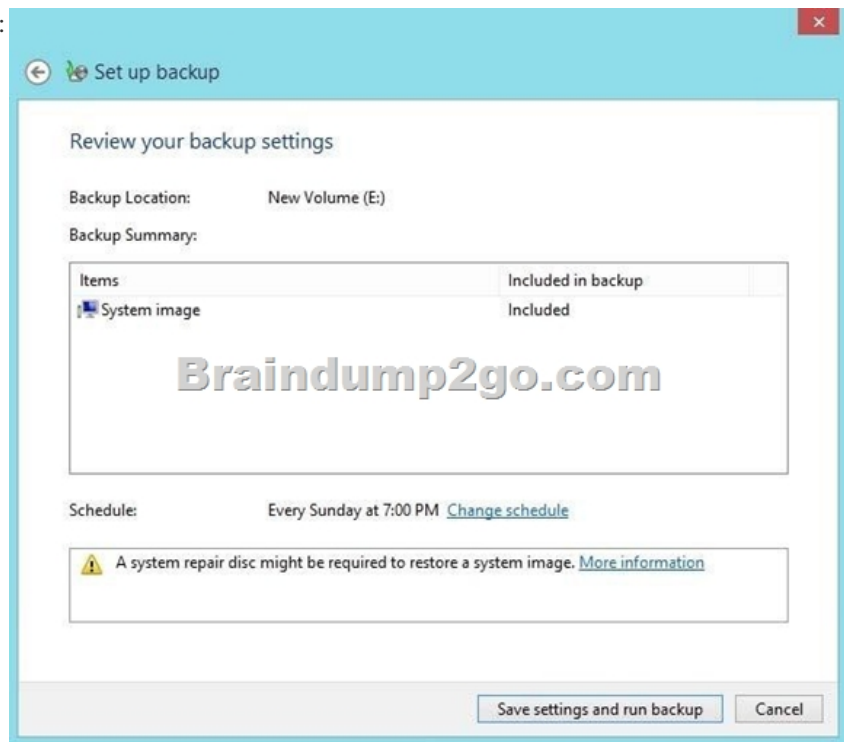 :
Set up backup
Review your backup settings
Backup Location: New Volume (E:)
Backup Summary:
Items Included in backup
System image Included
Braindump2go.com
Schedule: Every Sunday at 7:00 PM Change schedule
A system repair disc might be required to restore a system image. More information
Save settings and run backup Cancel